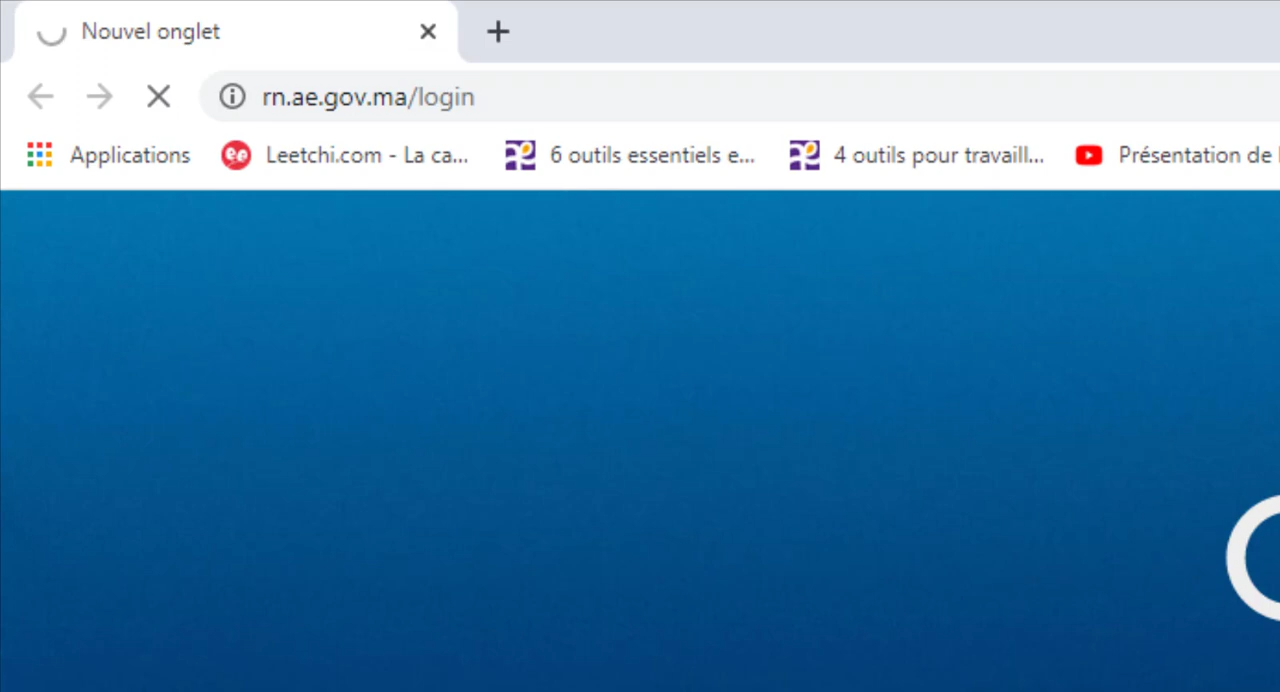 Nouvel onglet
rn.ae.gov.ma/login
Applications Leetchi.com - La ca... 6 outils essentiels e... 4 outils pour travaill... Présentation de